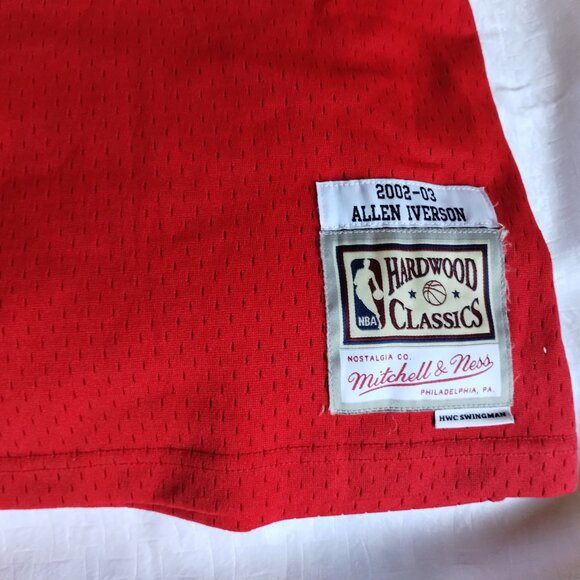 2002-03
ALLEN IVERSON
HARDWOOD
CLASSICS
NBA
NOSTALGIA CO.
Mitchell & Ness
PHILADELPHIA, PA.
HWC SWINGMAN